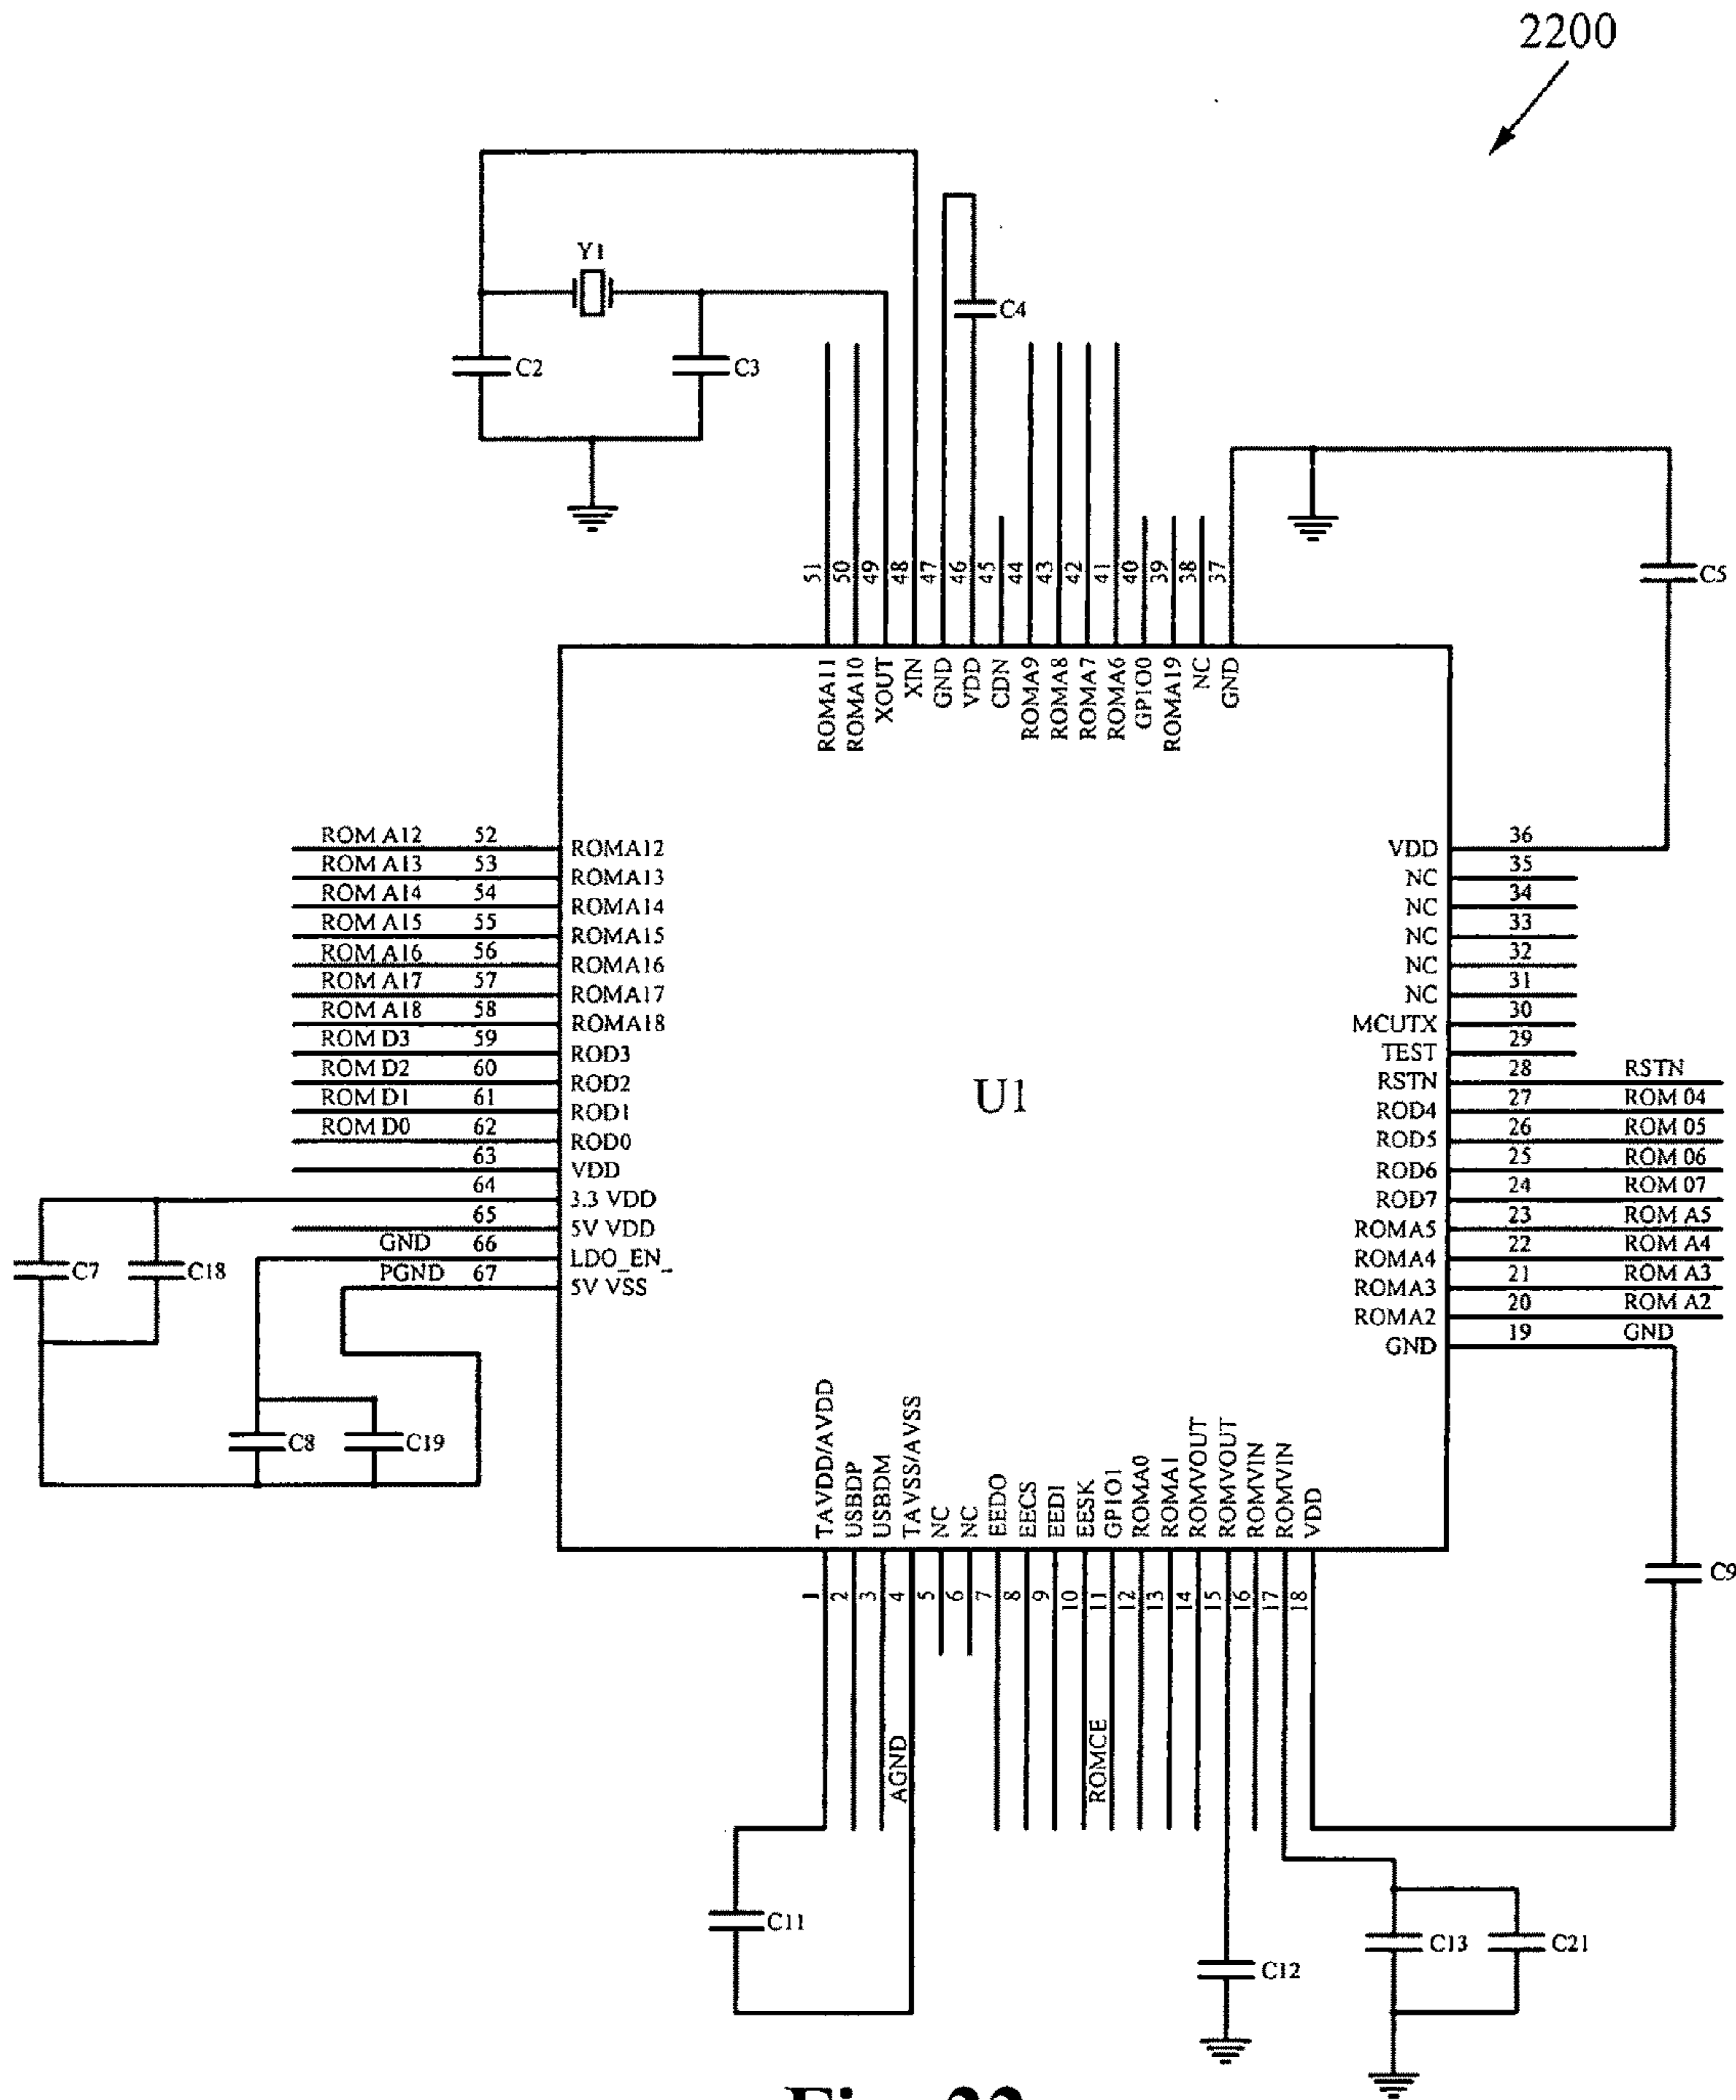 2200
Y1
C2
C3
C4
C5
51 50 49 48 47 46 45 44 43 42 41 40 39 38 37
ROMA11 ROMA10 XOUT XIN GND VDD CDN ROMA9 ROMA8 ROMA7 ROMA6 GPIO0 ROMA19 NC GND
ROM A12 52 ROMA12
ROM A13 53 ROMA13
ROM A14 54 ROMA14
ROM A15 55 ROMA15
ROM A16 56 ROMA16
ROM A17 57 ROMA17
ROM A18 58 ROMA18
ROM D3 59 ROD3
ROM D2 60 ROD2
ROM D1 61 ROD1
ROM D0 62 ROD0
63 VDD
64 3.3 VDD
65 5V VDD
GND 66 LDO_EN_
PGND 67 5V VSS
C7
C18
C8
C19
U1
VDD 36
NC 35
NC 34
NC 33
NC 32
NC 31
MCUTX 30
TEST 29
RSTN 28 RSTN
ROD4 27 ROM 04
ROD5 26 ROM 05
ROD6 25 ROM 06
ROD7 24 ROM 07
ROMA5 23 ROM A5
ROMA4 22 ROM A4
ROMA3 21 ROM A3
ROMA2 20 ROM A2
GND 19 GND
TAVDD/AVDD USBDP USBDM TAVSS/AVSS NC NC EEDO EECS EEDI EESK GPIO1 ROMA0 ROMA1 ROMVOUT ROMVOUT ROMVIN ROMVIN VDD
1 2 3 4 5 6 7 8 9 10 11 12 13 14 15 16 17 18
C9
AGND
ROMCE
C11
C12
C13
C21